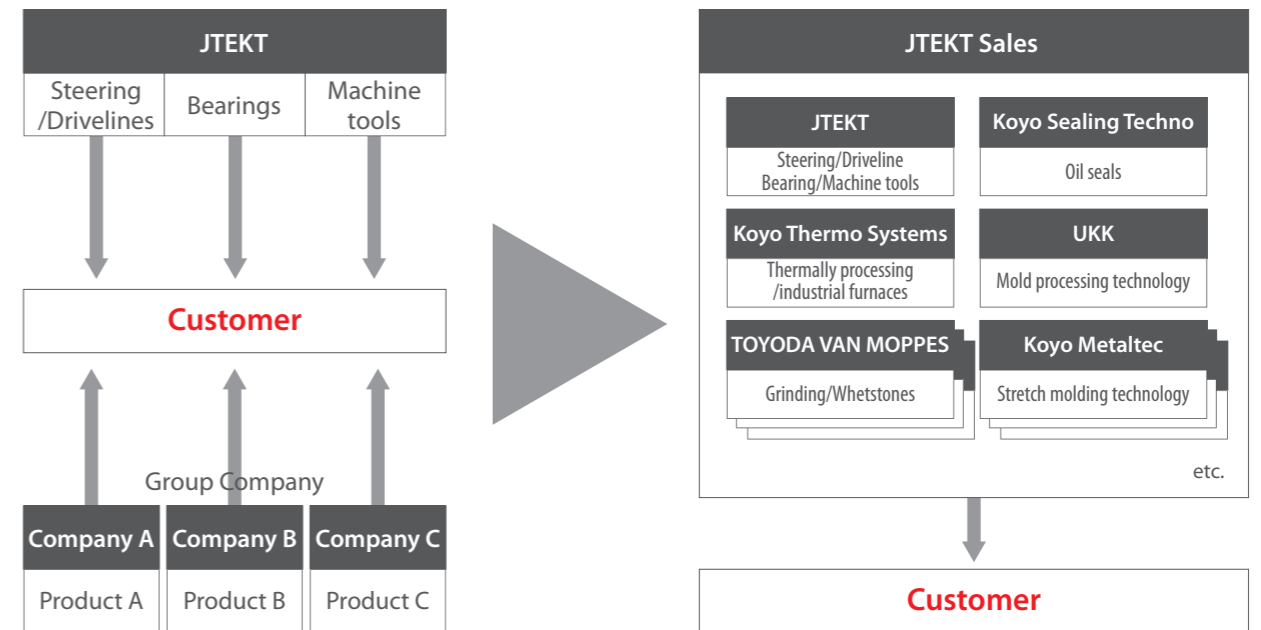 JTEKT
Steering
/Drivelines
Bearings
Machine
tools
Customer
Group Company
Company A
Company B
Company C
Product A
Product B
Product C
JTEKT Sales
JTEKT
Steering/Driveline
Bearing/Machine tools
Koyo Sealing Techno
Oil seals
Koyo Thermo Systems
Thermally processing
/industrial furnaces
UKK
Mold processing technology
TOYODA VAN MOPPES
Grinding/Whetstones
Koyo Metaltec
Stretch molding technology
etc.
Customer